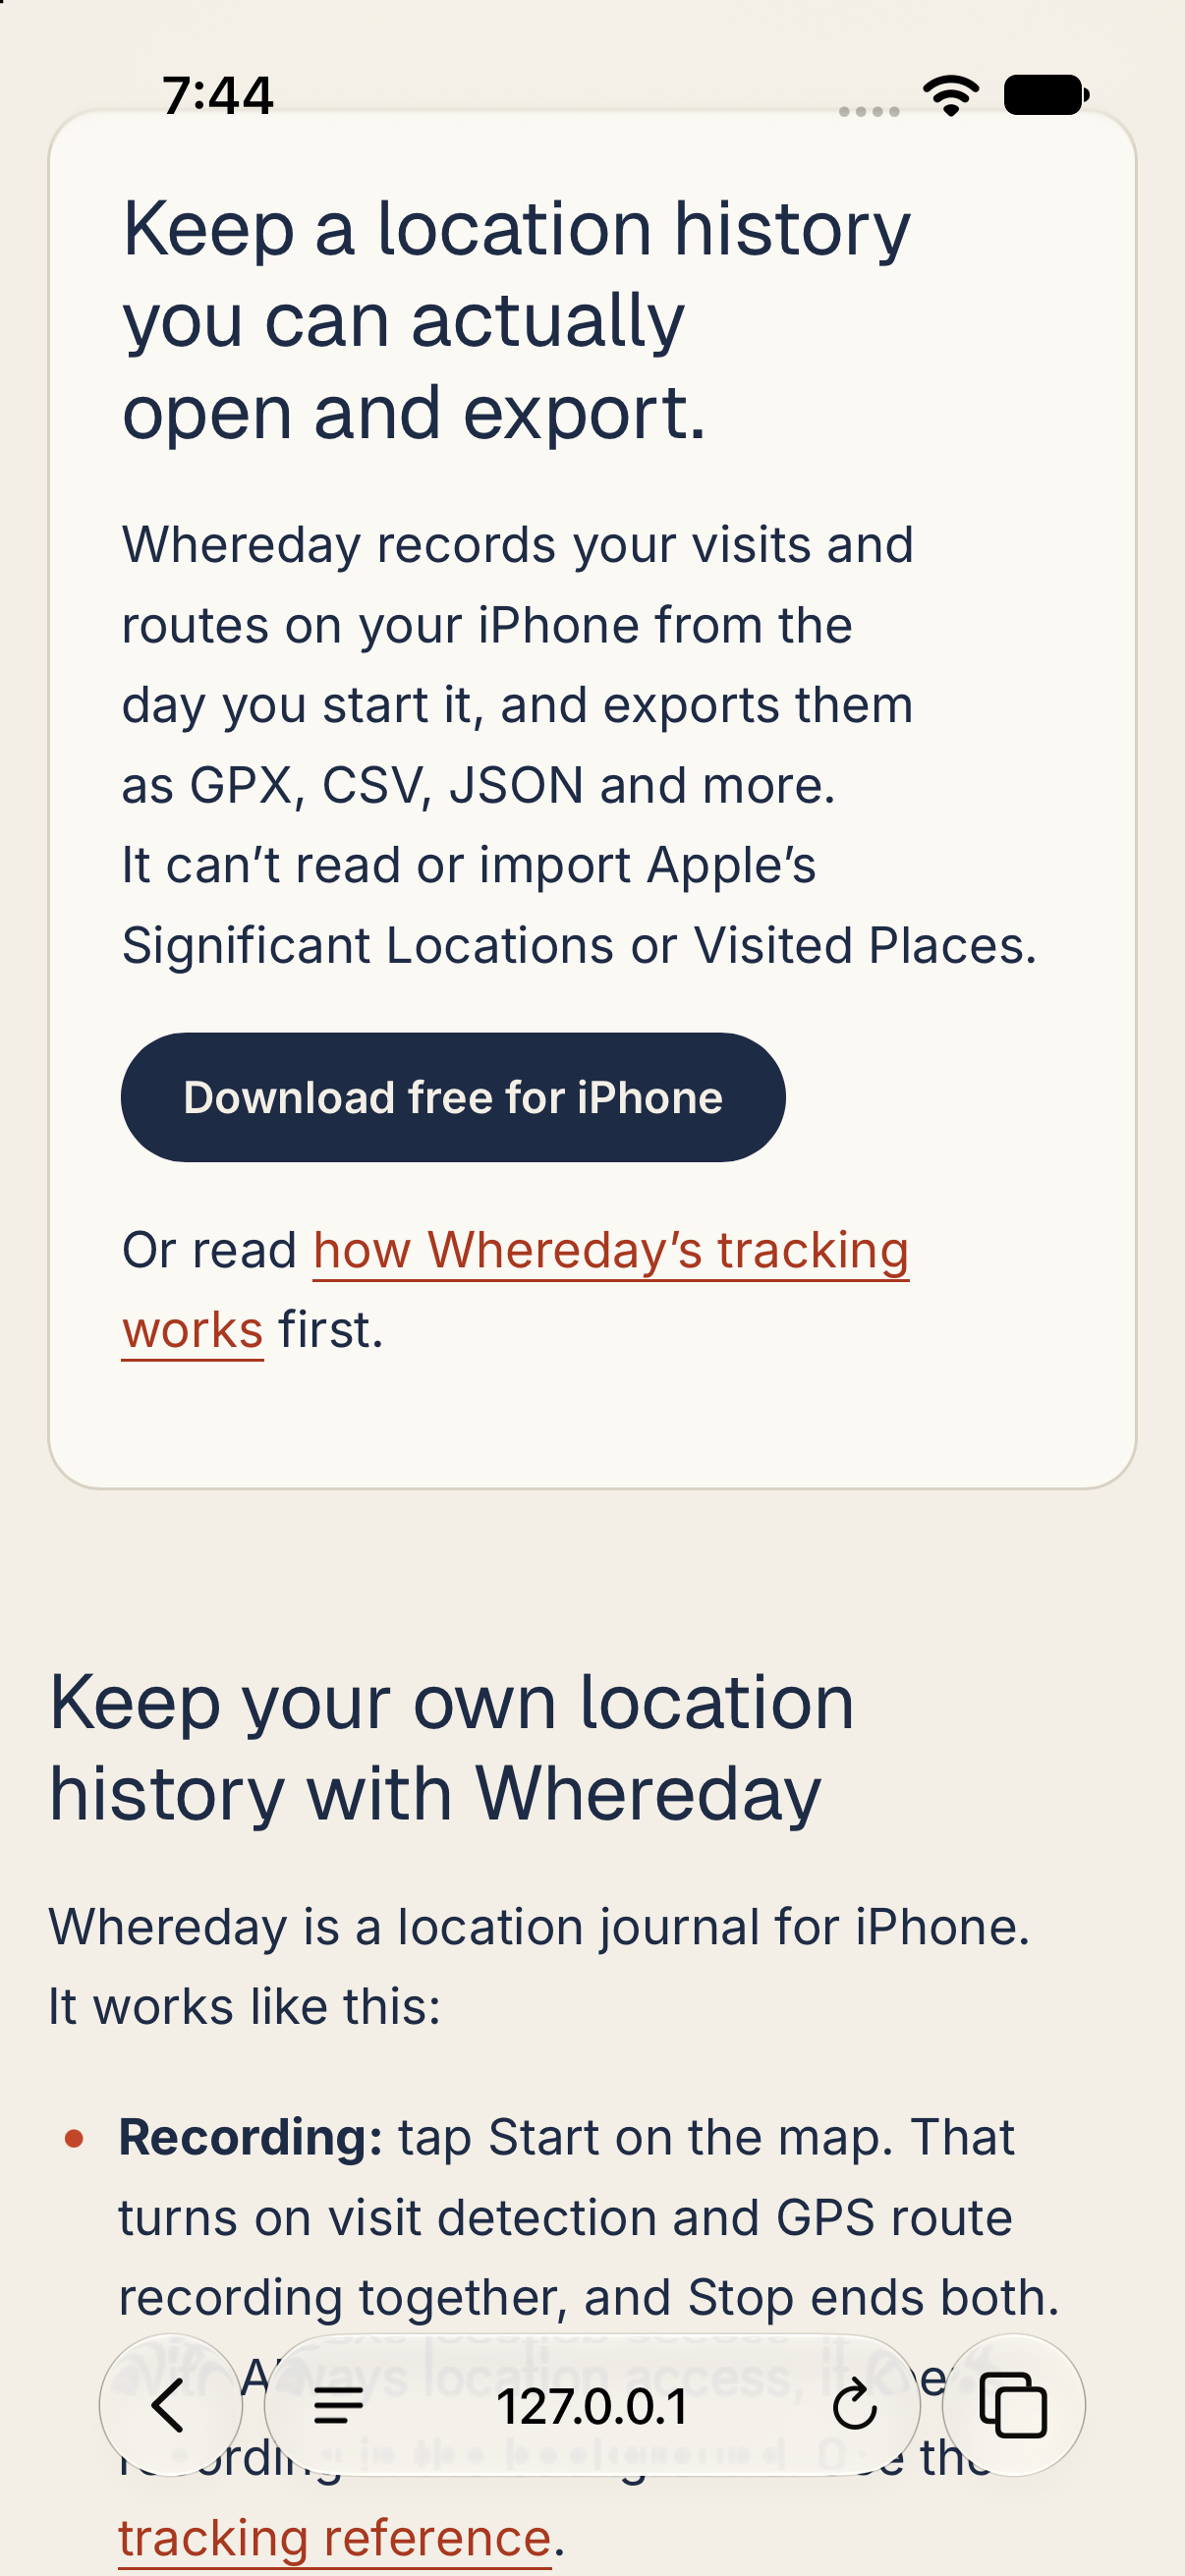 7:44
Keep a location history
you can actually
open and export.
Whereday records your visits and
routes on your iPhone from the
day you start it, and exports them
as GPX, CSV, JSON and more.
It can’t read or import Apple’s
Significant Locations or Visited Places.
Download free for iPhone
Or read how Whereday’s tracking
works first.
Keep your own location
history with Whereday
Whereday is a location journal for iPhone.
It works like this:
Recording: tap Start on the map. That
turns on visit detection and GPS route
recording together, and Stop ends both.
Always location access, it
127.0.0.1
the
tracking reference.